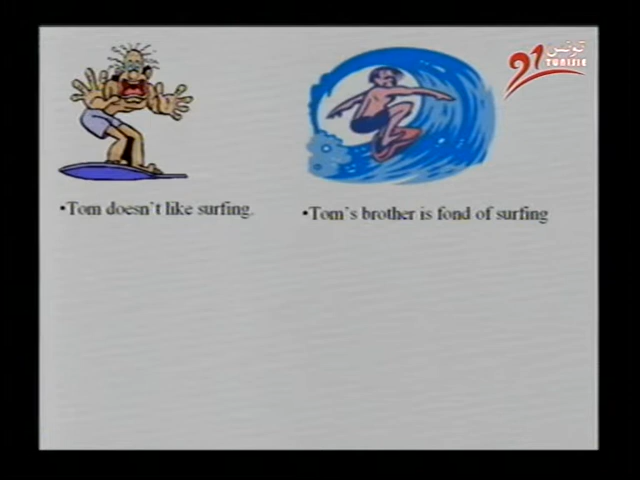 تونس
21
TUNISIE
•Tom doesn't like surfing.
•Tom's brother is fond of surfing